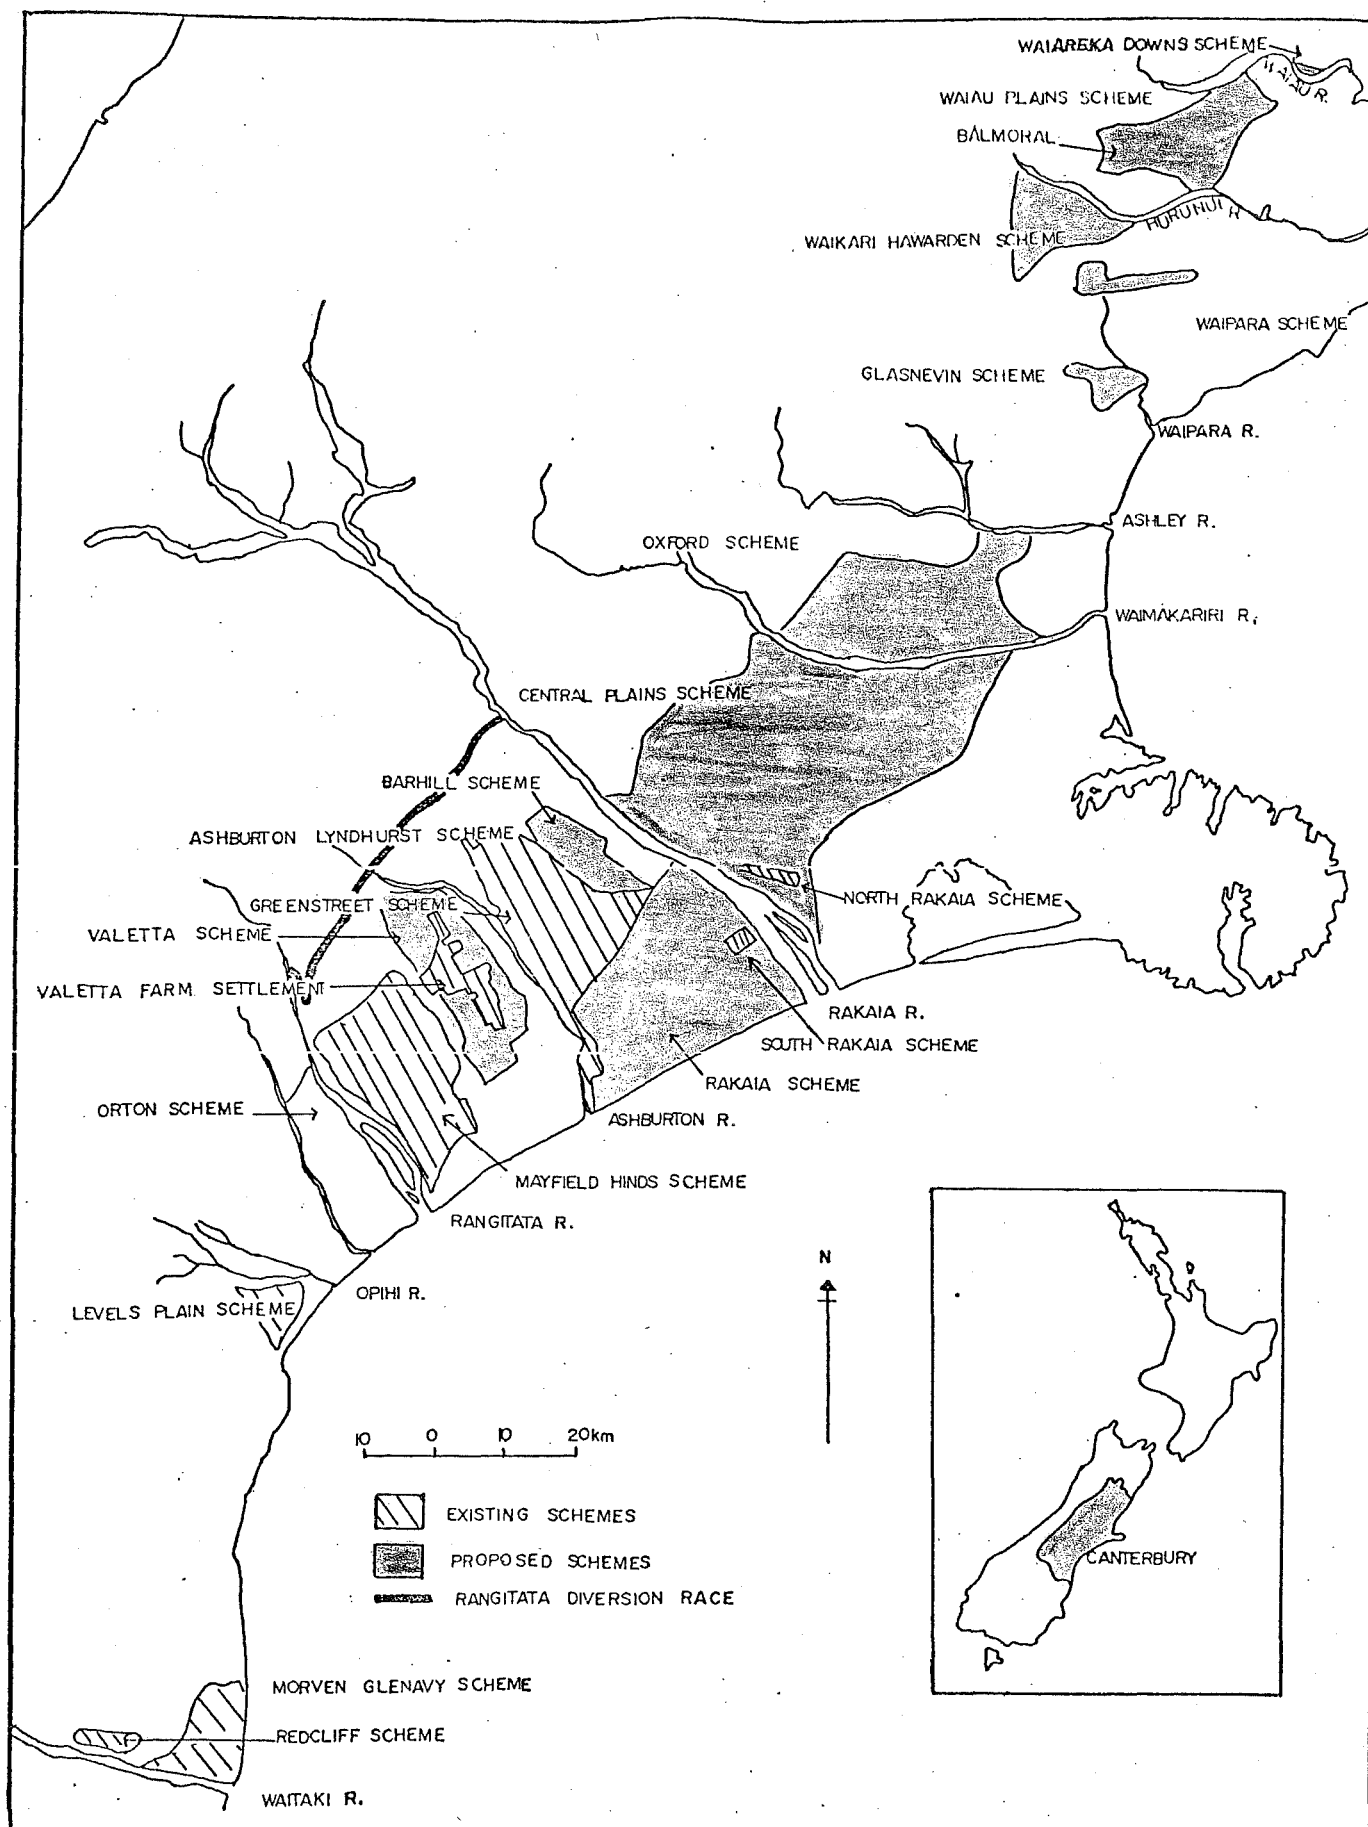 WAIAREKA DOWNS SCHEME
WAIAU R.
WAIAU PLAINS SCHEME
BALMORAL
HURUNUI R
WAIKARI HAWARDEN SCHEME
WAIPARA SCHEME
GLASNEVIN SCHEME
WAIPARA R.
ASHLEY R.
OXFORD SCHEME
WAIMAKARIRI R.
CENTRAL PLAINS SCHEME
BARHILL SCHEME
ASHBURTON LYNDHURST SCHEME
NORTH RAKAIA SCHEME
GREENSTREET SCHEME
VALETTA SCHEME
VALETTA FARM SETTLEMENT
RAKAIA R.
SOUTH RAKAIA SCHEME
RAKAIA SCHEME
ORTON SCHEME
ASHBURTON R.
MAYFIELD HINDS SCHEME
RANGITATA R.
N
OPIHI R.
LEVELS PLAIN SCHEME
10 0 10 20km
EXISTING SCHEMES
PROPOSED SCHEMES
CANTERBURY
RANGITATA DIVERSION RACE
MORVEN GLENAVY SCHEME
REDCLIFF SCHEME
WAITAKI R.